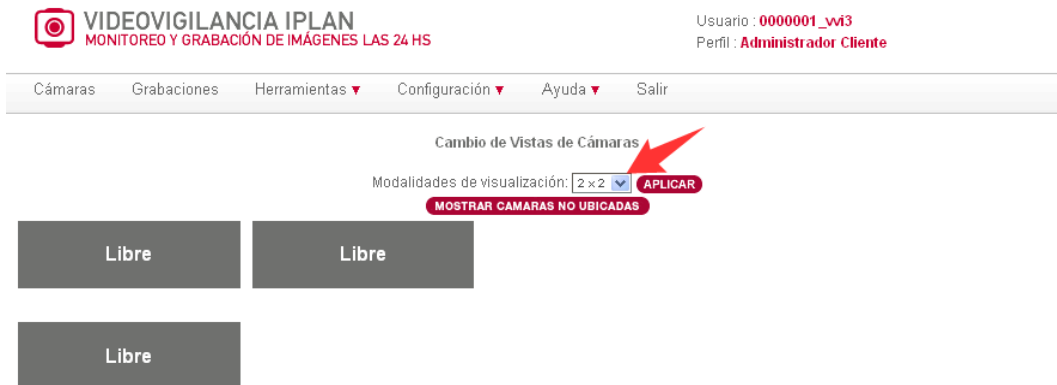 VIDEOVIGILANCIA IPLAN
MONITOREO Y GRABACIÓN DE IMÁGENES LAS 24 HS
Usuario : 0000001_vvi3
Perfil : Administrador Cliente
Cámaras Grabaciones Herramientas ▼ Configuración ▼ Ayuda ▼ Salir
Cambio de Vistas de Cámaras
Modalidades de visualización: 2 x 2 APLICAR
MOSTRAR CAMARAS NO UBICADAS
Libre Libre
Libre